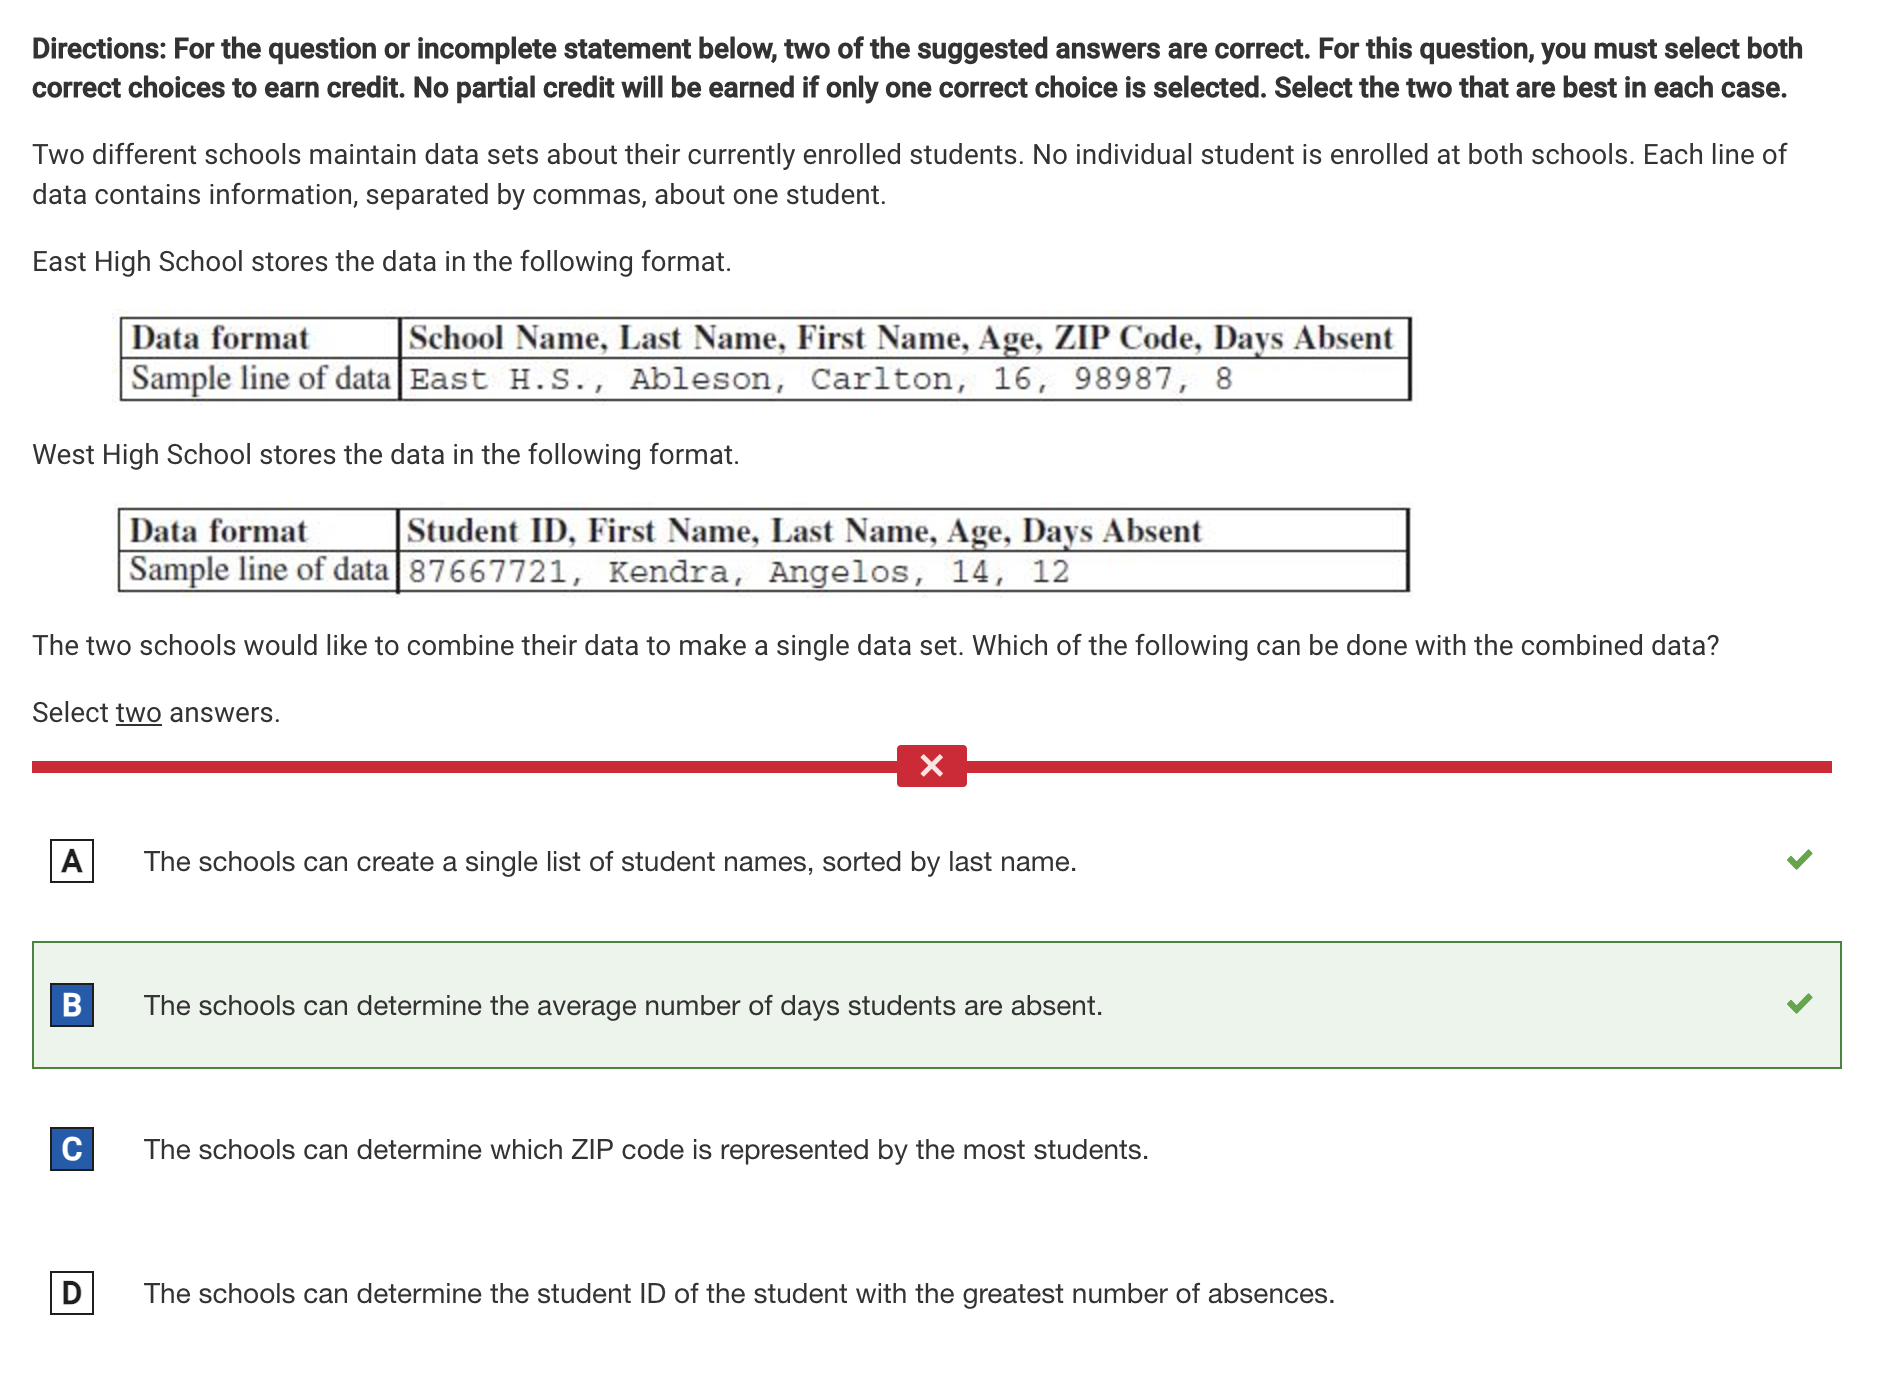 Directions: For the question or incomplete statement below, two of the suggested answers are correct. For this question, you must select both
correct choices to earn credit. No partial credit will be earned if only one correct choice is selected. Select the two that are best in each case.
Two different schools maintain data sets about their currently enrolled students. No individual student is enrolled at both schools. Each line of
data contains information, separated by commas, about one student.
East High School stores the data in the following format.
Data format School Name, Last Name, First Name, Age, ZIP Code, Days Absent
Sample line of data East H.S., Ableson, Carlton, 16, 98987, 8
West High School stores the data in the following format.
Data format Student ID, First Name, Last Name, Age, Days Absent
Sample line of data 87667721, Kendra, Angelos, 14, 12
The two schools would like to combine their data to make a single data set. Which of the following can be done with the combined data?
Select two answers.
A The schools can create a single list of student names, sorted by last name.
B The schools can determine the average number of days students are absent.
C The schools can determine which ZIP code is represented by the most students.
D The schools can determine the student ID of the student with the greatest number of absences.